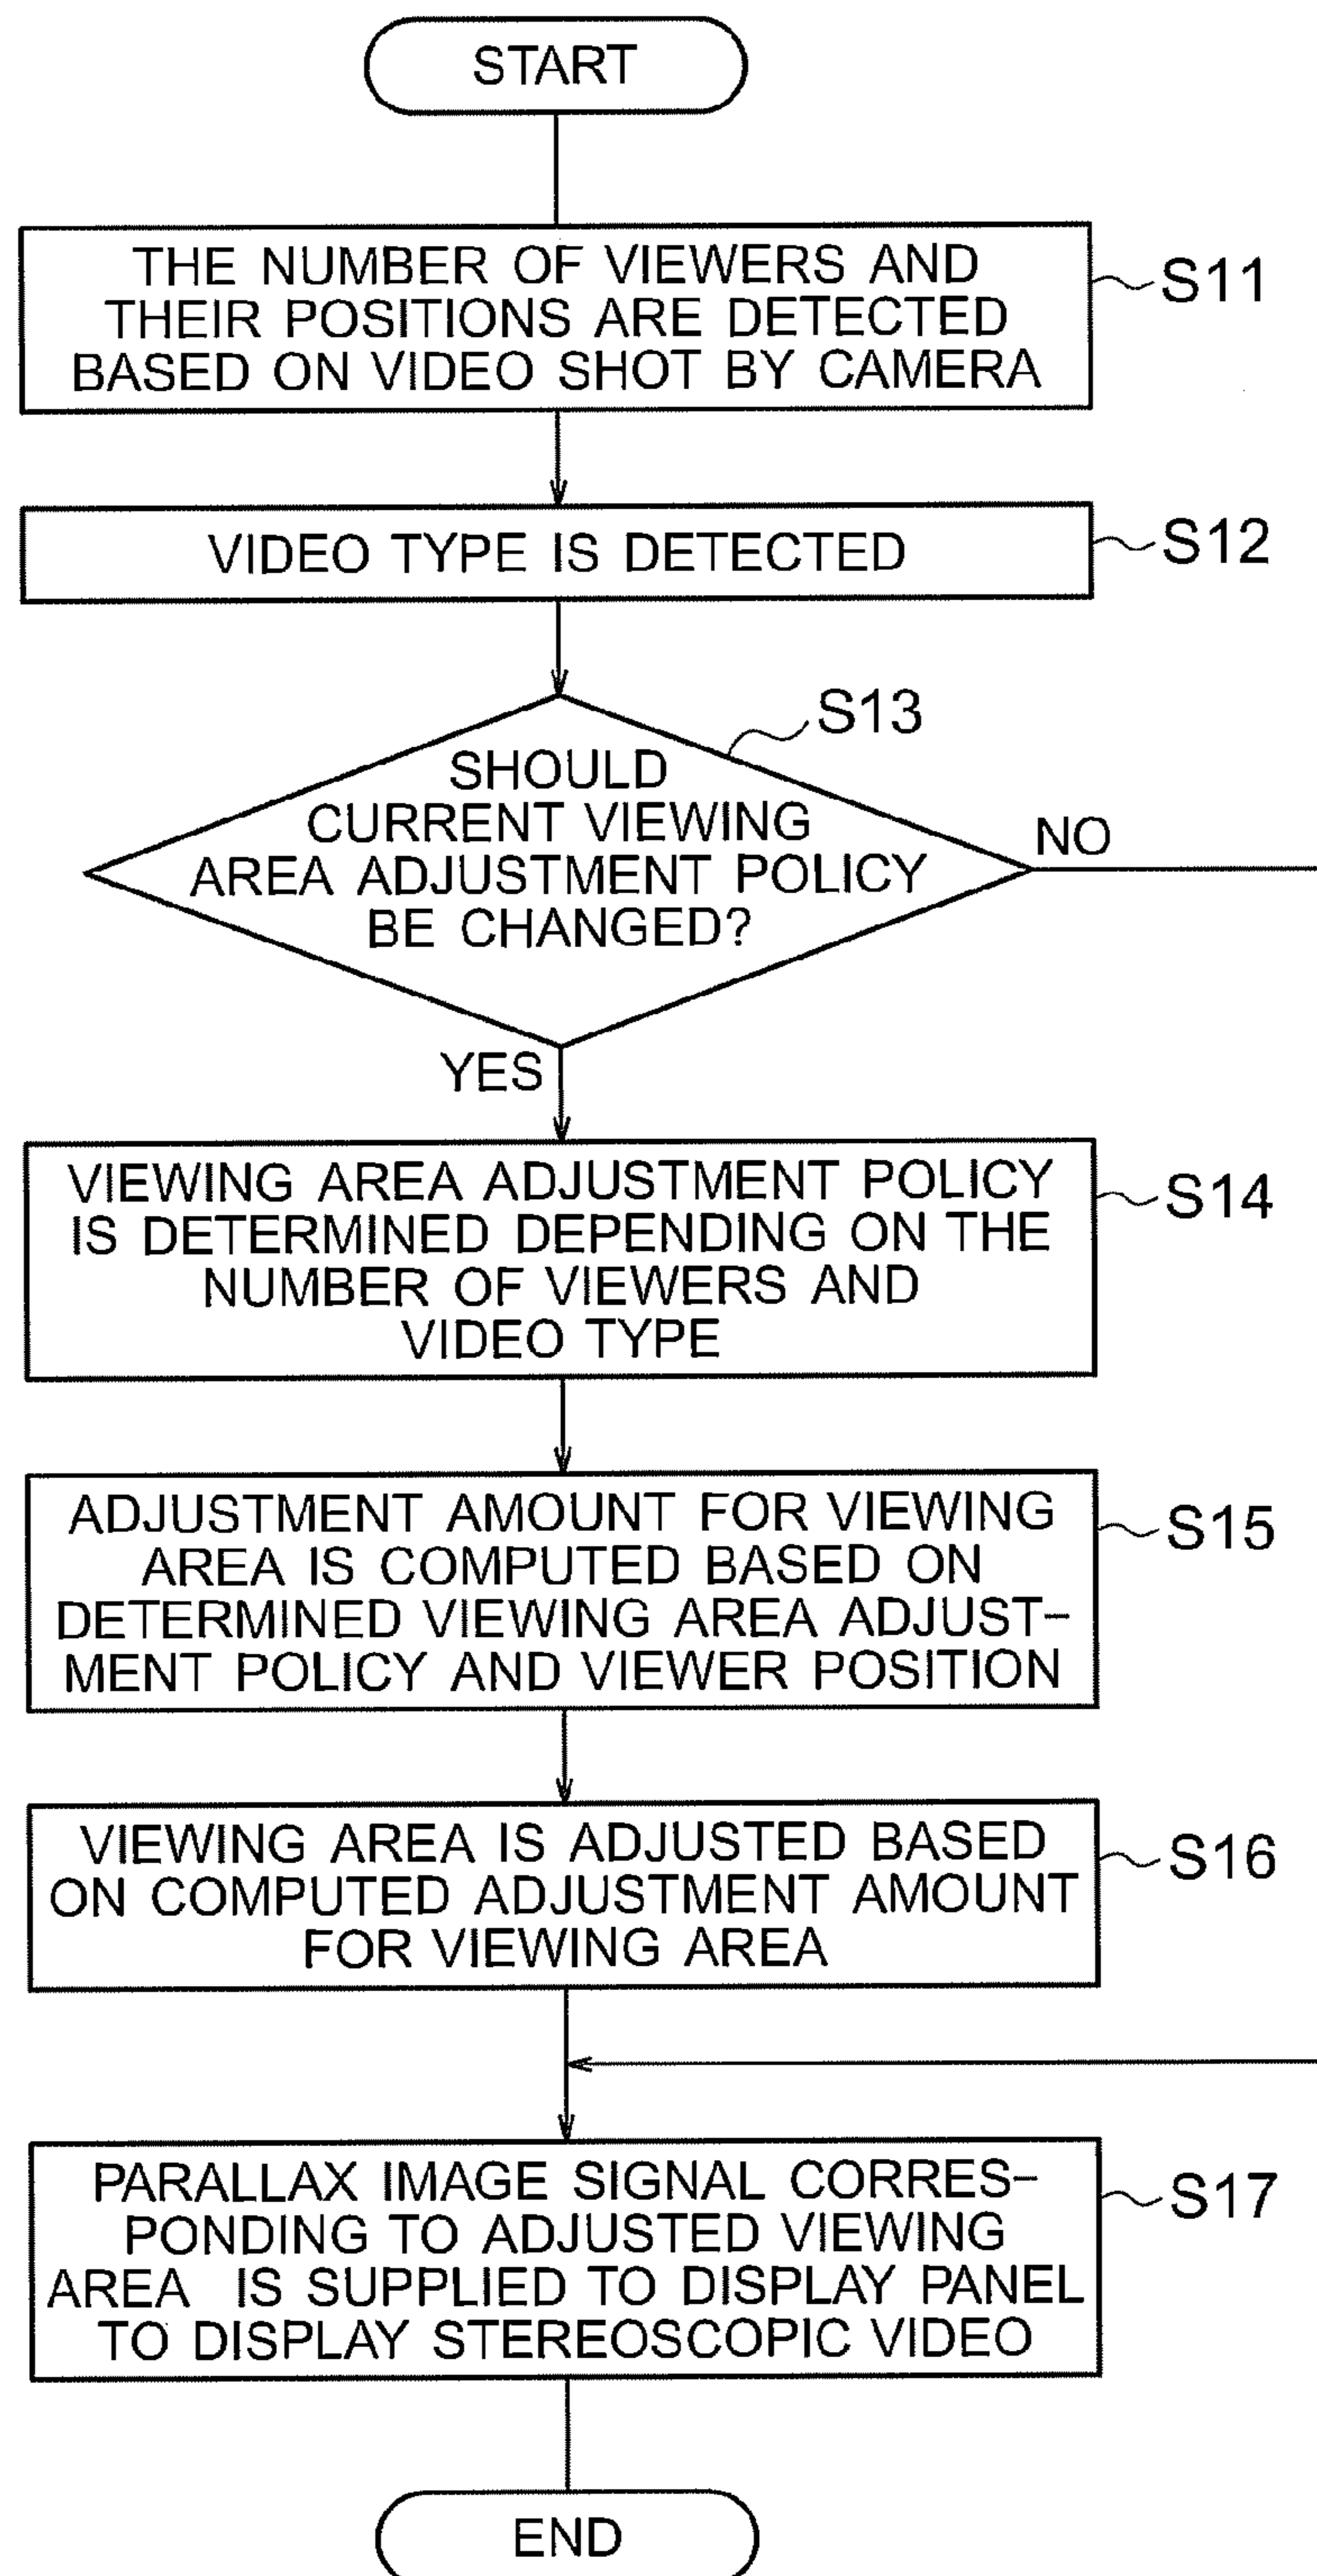 START
THE NUMBER OF VIEWERS AND
THEIR POSITIONS ARE DETECTED
BASED ON VIDEO SHOT BY CAMERA
S11
VIDEO TYPE IS DETECTED
S12
S13
SHOULD
CURRENT VIEWING
AREA ADJUSTMENT POLICY
BE CHANGED?
NO
YES
VIEWING AREA ADJUSTMENT POLICY
IS DETERMINED DEPENDING ON THE
NUMBER OF VIEWERS AND
VIDEO TYPE
S14
ADJUSTMENT AMOUNT FOR VIEWING
AREA IS COMPUTED BASED ON
DETERMINED VIEWING AREA ADJUST-
MENT POLICY AND VIEWER POSITION
S15
VIEWING AREA IS ADJUSTED BASED
ON COMPUTED ADJUSTMENT AMOUNT
FOR VIEWING AREA
S16
PARALLAX IMAGE SIGNAL CORRES-
PONDING TO ADJUSTED VIEWING
AREA IS SUPPLIED TO DISPLAY PANEL
TO DISPLAY STEREOSCOPIC VIDEO
S17
END